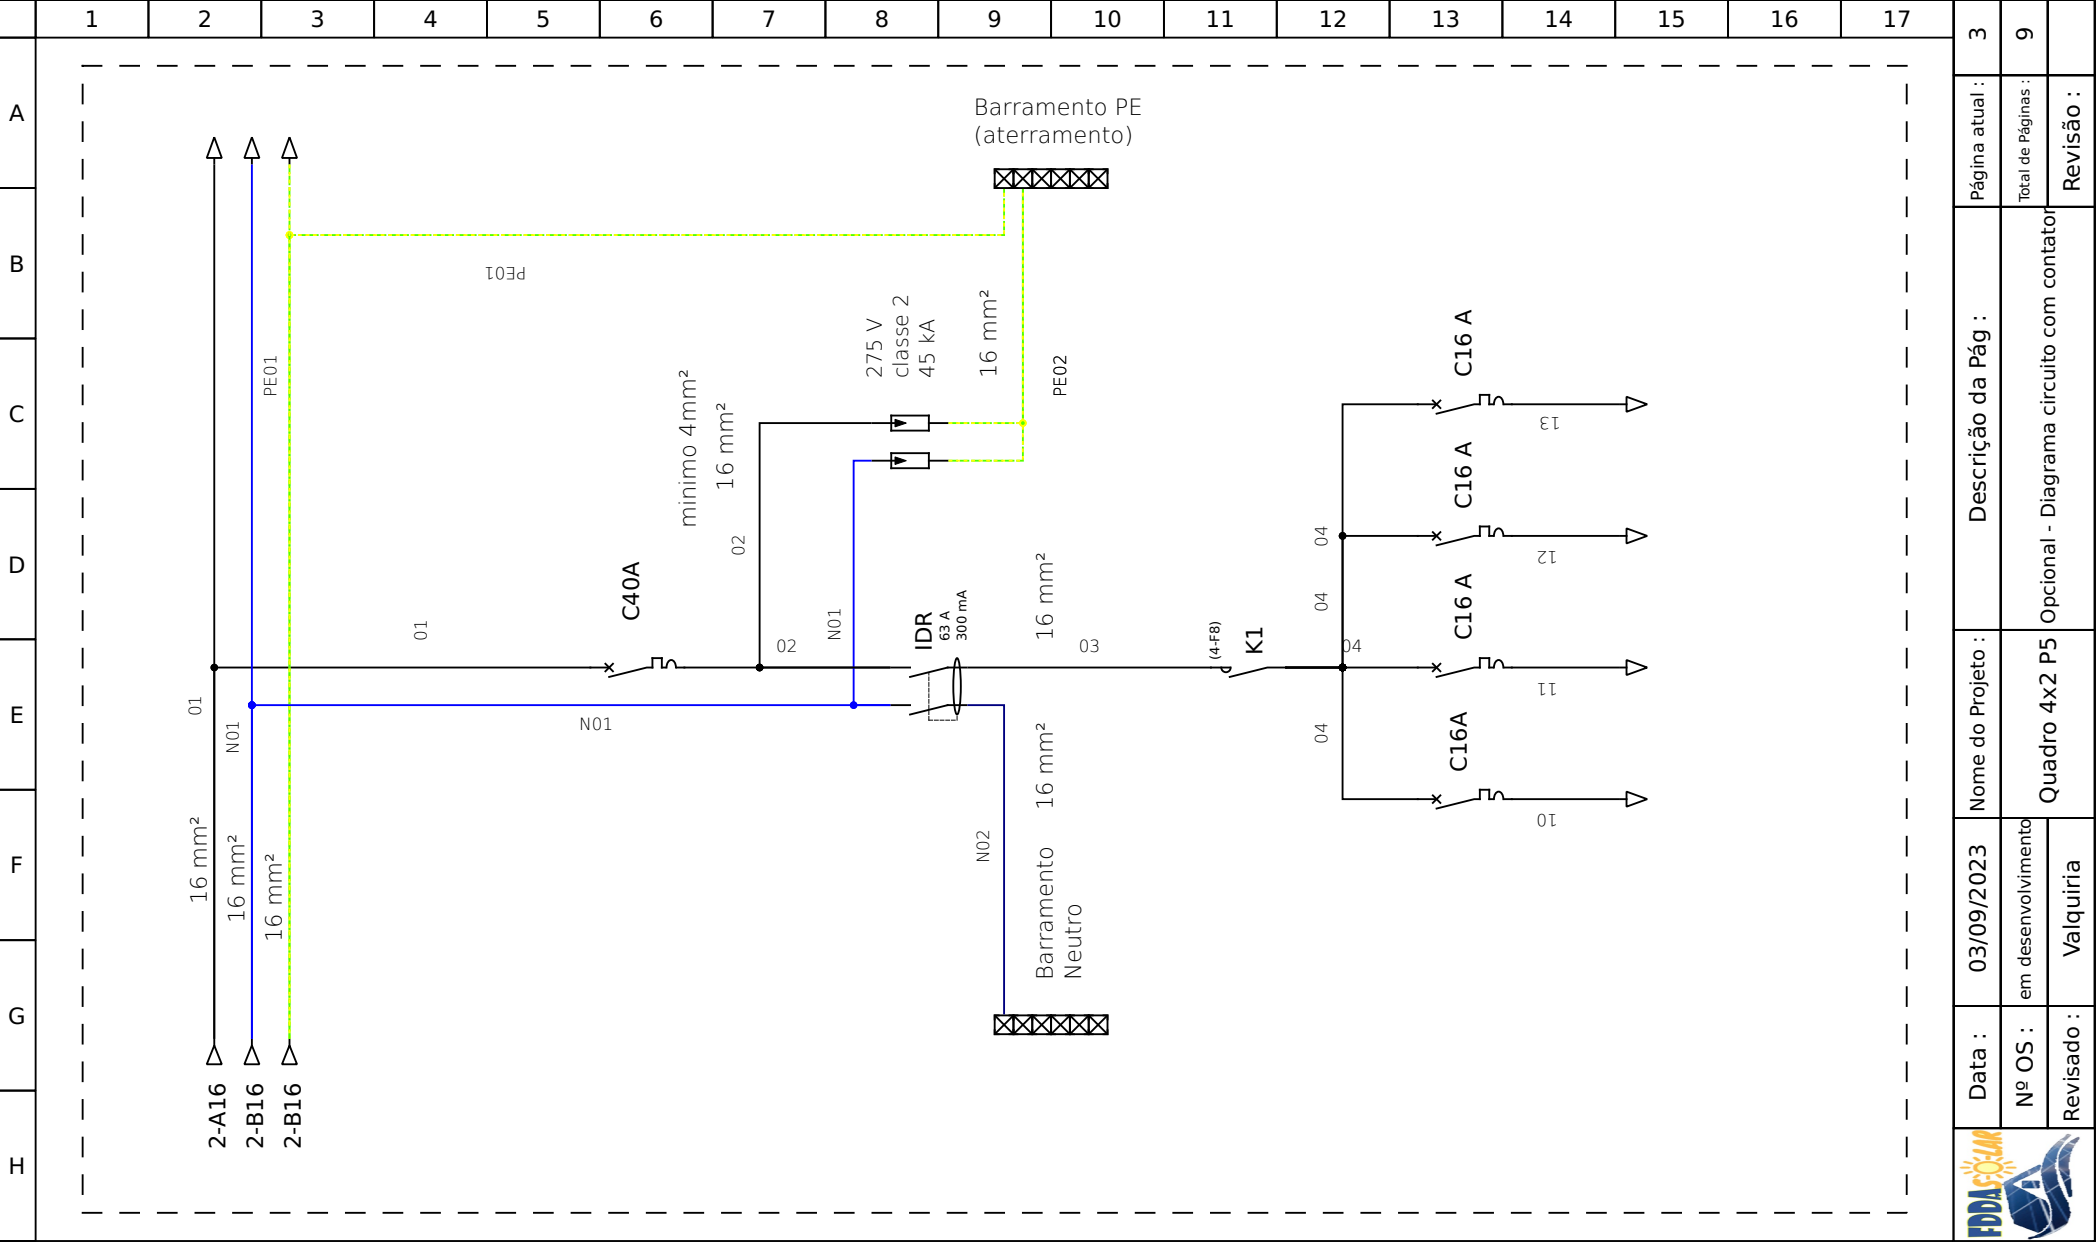 1 2 3 4 5 6 7 8 9 10 11 12 13 14 15 16 17
A
B
C
D
E
F
G
H
Barramento PE
(aterramento)
PE01
PE01
275 V
classe 2
45 kA
16 mm²
PE02
minimo 4mm²
16 mm²
02
C40A
01
02
N01
IDR
63 A
300 mA
16 mm²
03
(4-F8)
K1
04
04
04
04
C16 A
13
C16 A
12
C16 A
11
C16A
10
01
N01
N01
16 mm²
16 mm²
16 mm²
16 mm²
N02
Barramento
Neutro
2-A16
2-B16
2-B16
FDDA SOLAR
Data :
03/09/2023
Nome do Projeto :
Descrição da Pág :
Página atual :
3
Nº OS :
em desenvolvimento
Quadro 4x2 P5
Opcional - Diagrama circuito com contator
Total de Páginas :
9
Revisado :
Valquiria
Revisão :